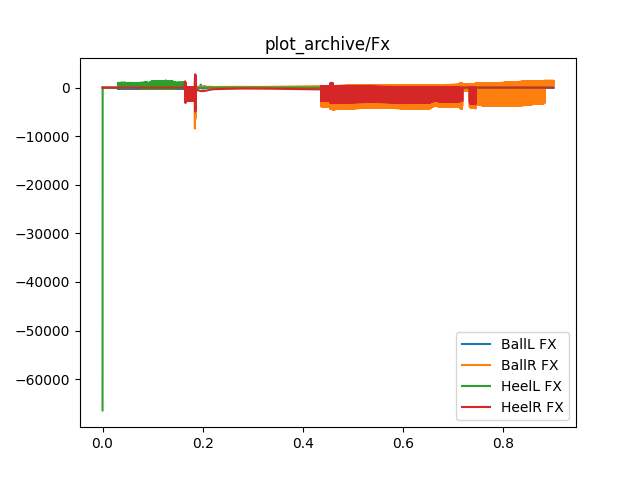 plot_archive/Fx
0
−10000
−20000
−30000
−40000
−50000
−60000
0.0 0.2 0.4 0.6 0.8
BallL FX
BallR FX
HeelL FX
HeelR FX